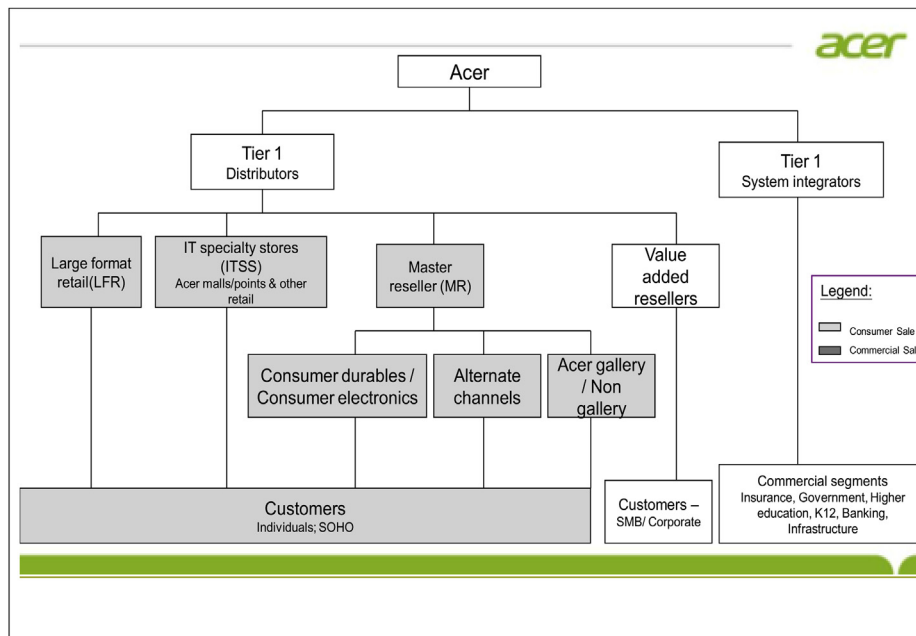 acer
Acer
Tier 1
Distributors
Tier 1
System integrators
Large format
retail(LFR)
IT specialty stores
(ITSS)
Acer malls/points & other
retail
Master
reseller (MR)
Value
added
resellers
Legend:
Consumer Sale
Commercial Sal
Consumer durables /
Consumer electronics
Alternate
channels
Acer gallery
/ Non
gallery
Customers
Individuals; SOHO
Customers –
SMB/ Corporate
Commercial segments
Insurance, Government, Higher
education, K12, Banking,
Infrastructure